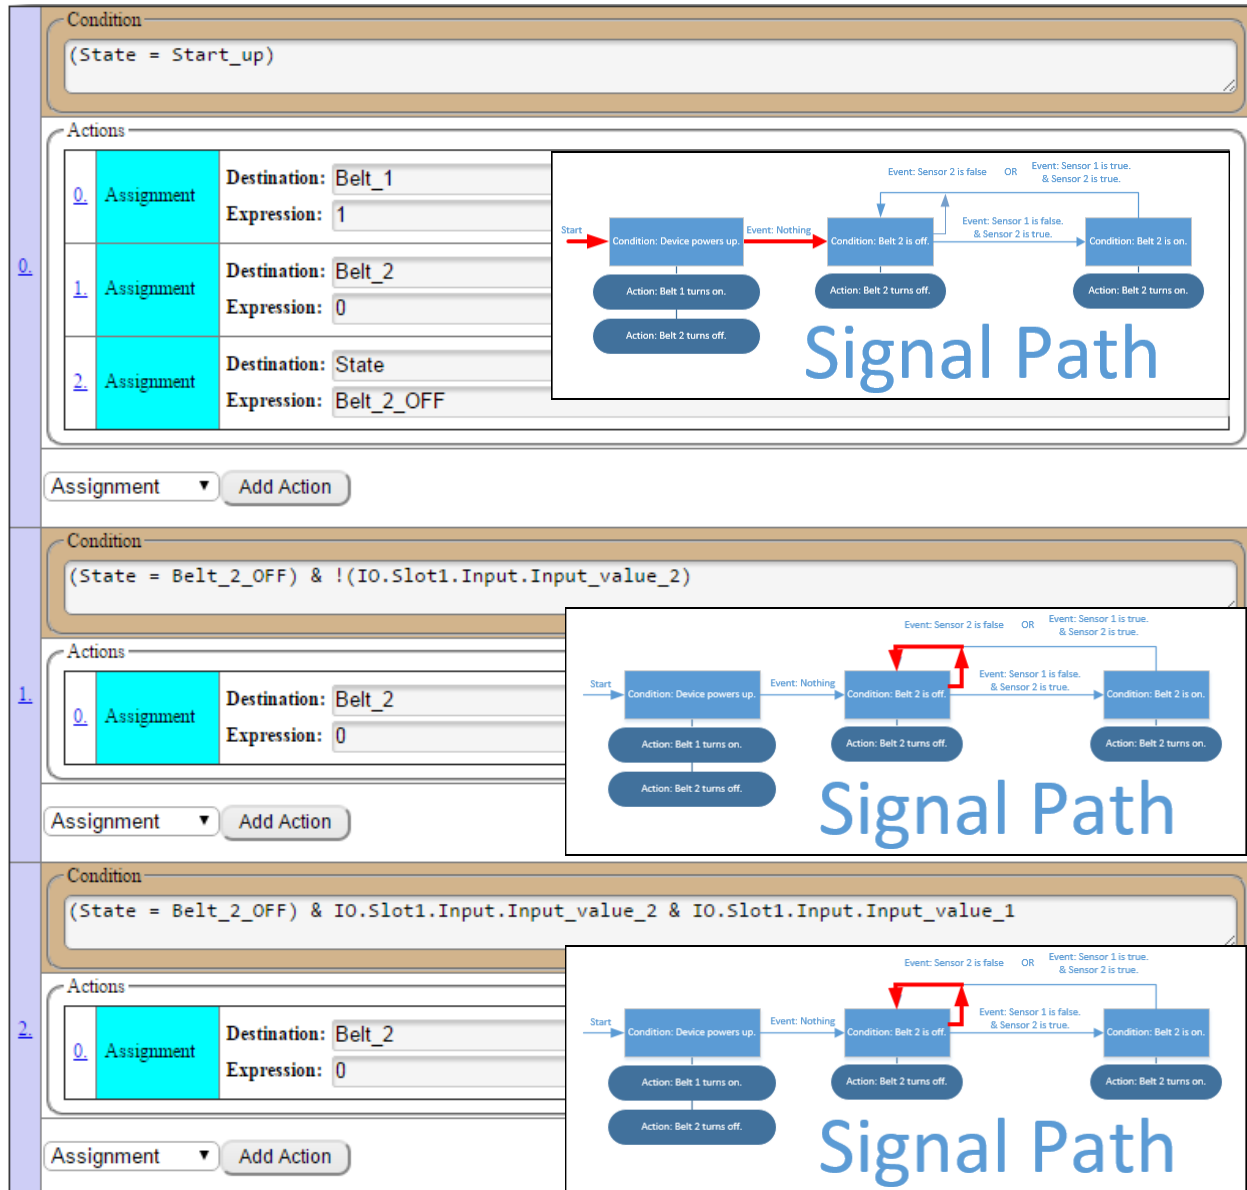 Condition
(State = Start_up)
0.
Actions
0. Assignment
Destination: Belt_1
Expression: 1
1. Assignment
Destination: Belt_2
Expression: 0
2. Assignment
Destination: State
Expression: Belt_2_OFF
Event: Sensor 2 is false OR Event: Sensor 1 is true.
& Sensor 2 is true.
Start
Event: Nothing
Event: Sensor 1 is false.
& Sensor 2 is true.
Condition: Device powers up.
Condition: Belt 2 is off.
Condition: Belt 2 is on.
Action: Belt 1 turns on.
Action: Belt 2 turns off.
Action: Belt 2 turns on.
Action: Belt 2 turns off.
Signal Path
Assignment Add Action
Condition
(State = Belt_2_OFF) & !(IO.Slot1.Input.Input_value_2)
1.
Actions
0. Assignment
Destination: Belt_2
Expression: 0
Event: Sensor 2 is false OR Event: Sensor 1 is true.
& Sensor 2 is true.
Start
Event: Nothing
Event: Sensor 1 is false.
& Sensor 2 is true.
Condition: Device powers up.
Condition: Belt 2 is off.
Condition: Belt 2 is on.
Action: Belt 1 turns on.
Action: Belt 2 turns off.
Action: Belt 2 turns on.
Action: Belt 2 turns off.
Signal Path
Assignment Add Action
Condition
(State = Belt_2_OFF) & IO.Slot1.Input.Input_value_2 & IO.Slot1.Input.Input_value_1
2.
Actions
0. Assignment
Destination: Belt_2
Expression: 0
Event: Sensor 2 is false OR Event: Sensor 1 is true.
& Sensor 2 is true.
Start
Event: Nothing
Event: Sensor 1 is false.
& Sensor 2 is true.
Condition: Device powers up.
Condition: Belt 2 is off.
Condition: Belt 2 is on.
Action: Belt 1 turns on.
Action: Belt 2 turns off.
Action: Belt 2 turns on.
Action: Belt 2 turns off.
Signal Path
Assignment Add Action